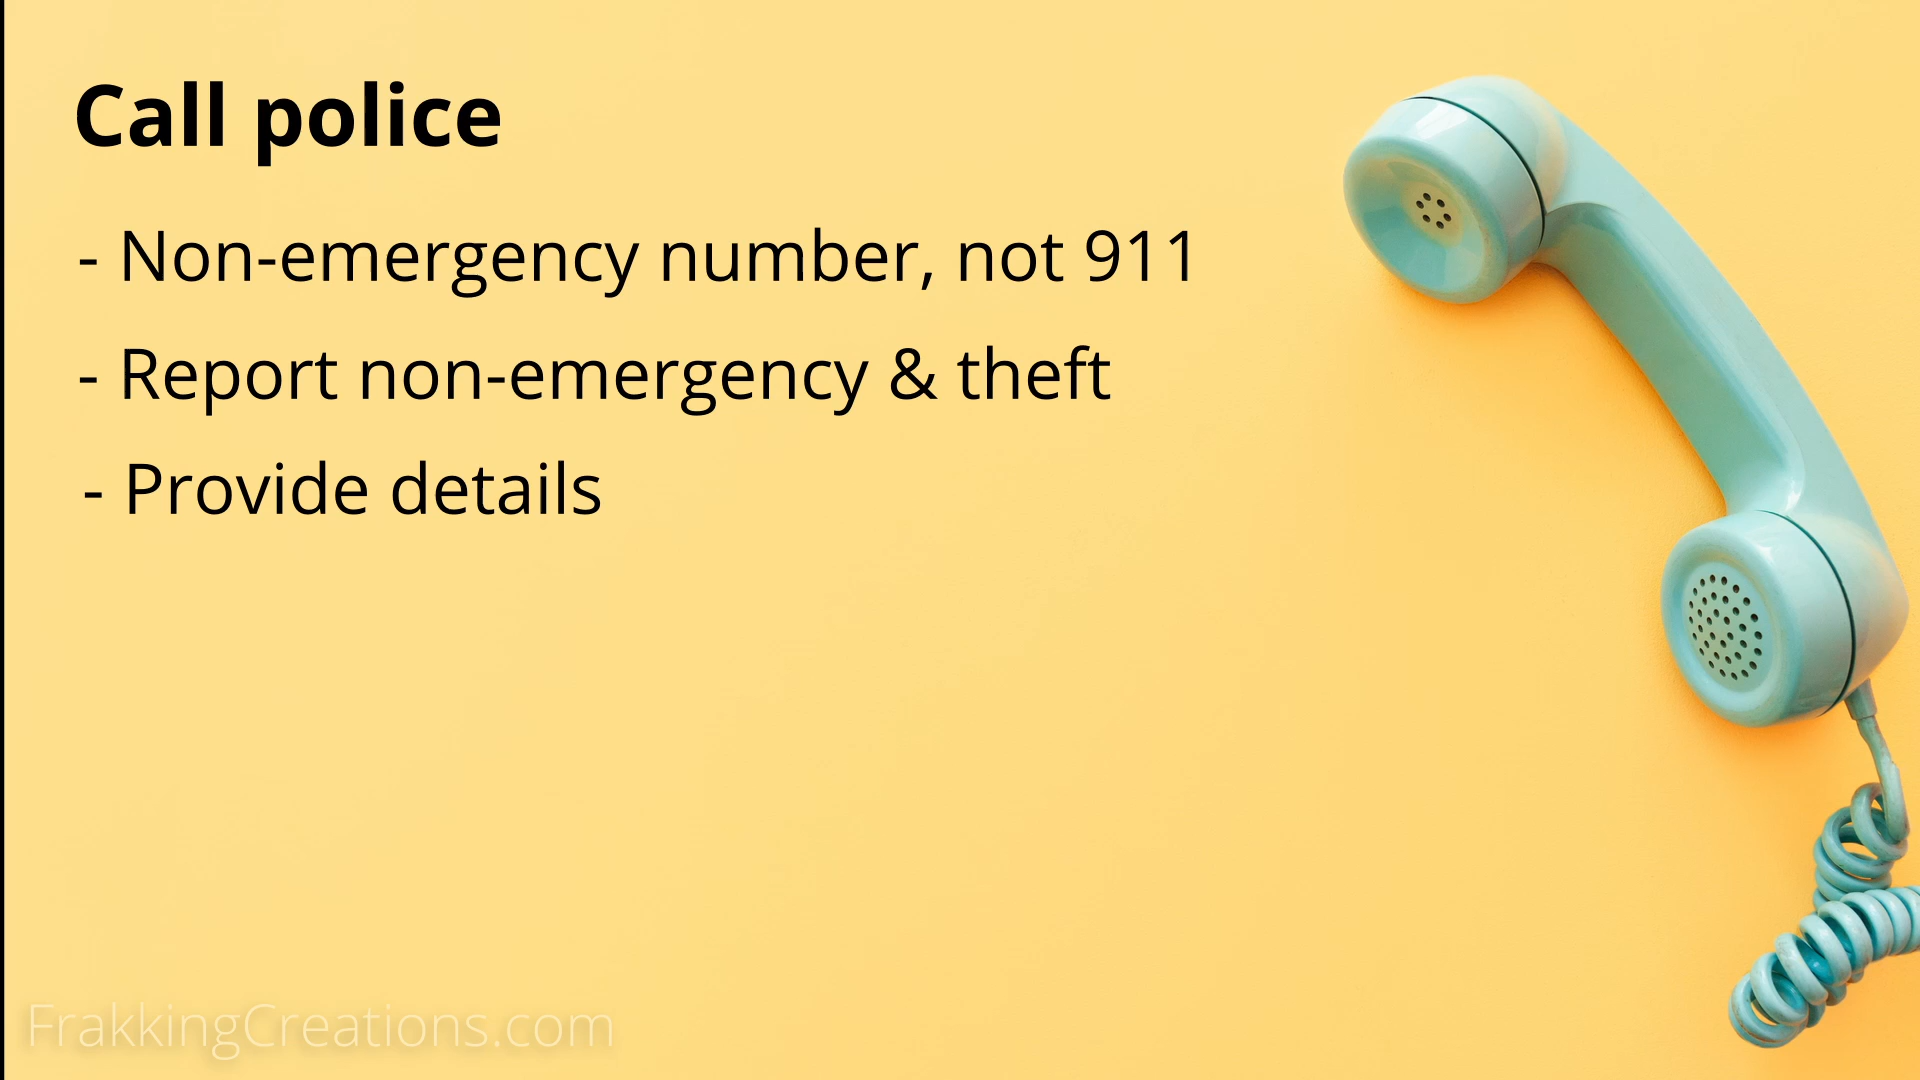 Call police
- Non-emergency number, not 911
- Report non-emergency & theft
- Provide details
FrakkingCreations.com